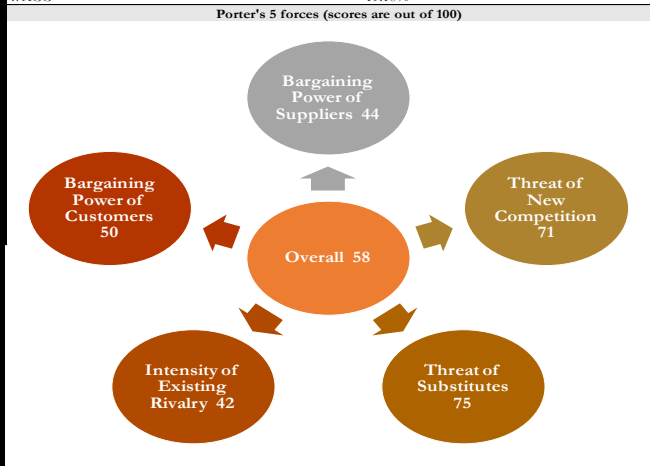 Porter's 5 forces (scores are out of 100)
Bargaining
Power of
Suppliers 44
Bargaining
Power of
Customers
50
Threat of
New
Competition
71
Overall 58
Intensity of
Existing
Rivalry 42
Threat of
Substitutes
75